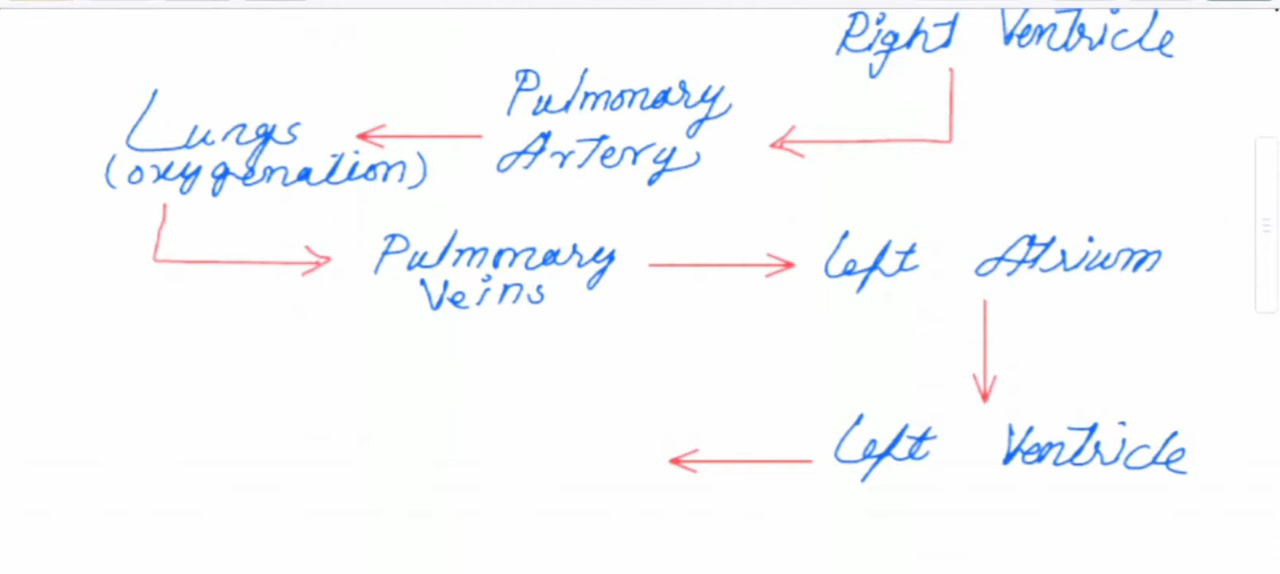 Right Ventricle
Pulmonary
Artery
Lungs
(oxygenation)
Pulmonary
Veins
Left Atrium
Left Ventricle